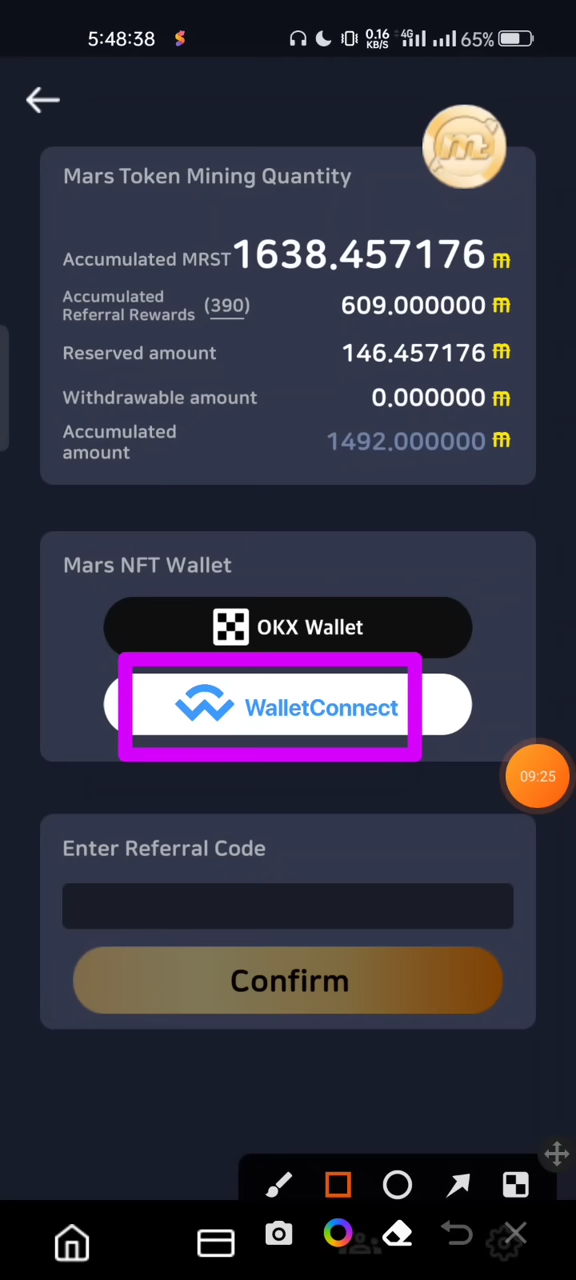 5:48:38 0.16 KB/S 4G 65%
mt
Mars Token Mining Quantity
Accumulated MRST 1638.457176 m
Accumulated Referral Rewards (390) 609.000000 m
Reserved amount 146.457176 m
Withdrawable amount 0.000000 m
Accumulated amount 1492.000000 m
Mars NFT Wallet
OKX Wallet
WalletConnect
09:25
Enter Referral Code
Confirm